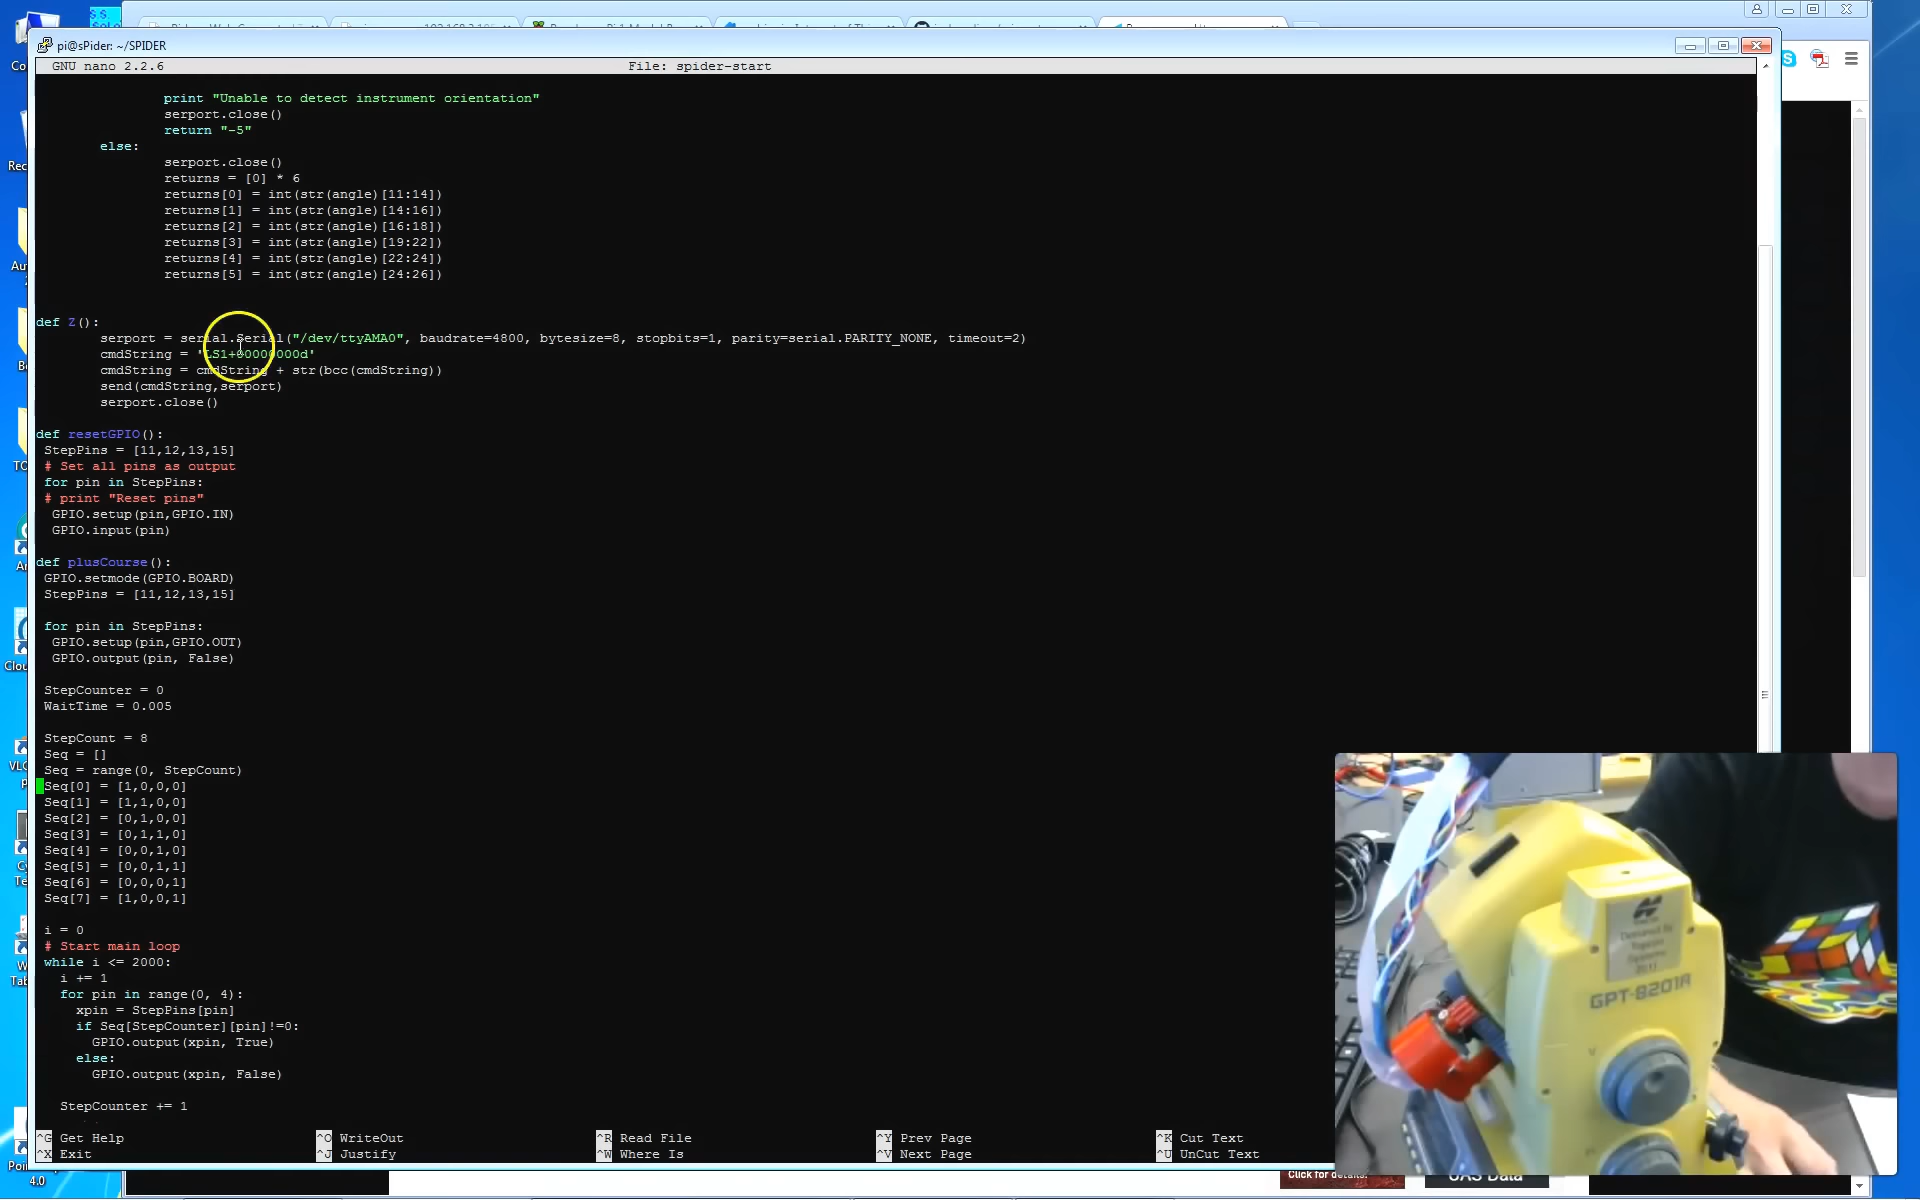 pi@sPider: ~/SPIDER
GNU nano 2.2.6
File: spider-start
print "Unable to detect instrument orientation"
serport.close()
return "-5"
else:
serport.close()
returns = [0] * 6
returns[0] = int(str(angle)[11:14])
returns[1] = int(str(angle)[14:16])
returns[2] = int(str(angle)[16:18])
returns[3] = int(str(angle)[19:22])
returns[4] = int(str(angle)[22:24])
returns[5] = int(str(angle)[24:26])
def Z():
serport = serial.Serial("/dev/ttyAMA0", baudrate=4800, bytesize=8, stopbits=1, parity=serial.PARITY_NONE, timeout=2)
cmdString = 'LS1+00000000d'
cmdString = cmdString + str(bcc(cmdString))
send(cmdString,serport)
serport.close()
def resetGPIO():
StepPins = [11,12,13,15]
# Set all pins as output
for pin in StepPins:
# print "Reset pins"
GPIO.setup(pin,GPIO.IN)
GPIO.input(pin)
def plusCourse():
GPIO.setmode(GPIO.BOARD)
StepPins = [11,12,13,15]
for pin in StepPins:
GPIO.setup(pin,GPIO.OUT)
GPIO.output(pin, False)
StepCounter = 0
WaitTime = 0.005
StepCount = 8
Seq = []
Seq = range(0, StepCount)
Seq[0] = [1,0,0,0]
Seq[1] = [1,1,0,0]
Seq[2] = [0,1,0,0]
Seq[3] = [0,1,1,0]
Seq[4] = [0,0,1,0]
Seq[5] = [0,0,1,1]
Seq[6] = [0,0,0,1]
Seq[7] = [1,0,0,1]
i = 0
# Start main loop
while i <= 2000:
i += 1
for pin in range(0, 4):
xpin = StepPins[pin]
if Seq[StepCounter][pin]!=0:
GPIO.output(xpin, True)
else:
GPIO.output(xpin, False)
StepCounter += 1
^G Get Help
^O WriteOut
^R Read File
^Y Prev Page
^K Cut Text
^X Exit
^J Justify
^W Where Is
^V Next Page
^U UnCut Text
GPT-8201A
4.0
Click for details.
UAS Data